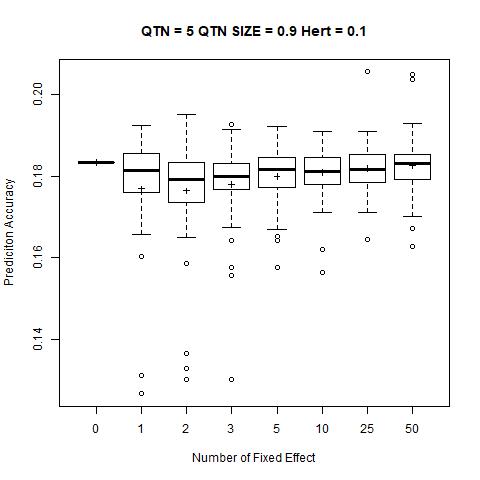 QTN = 5 QTN SIZE = 0.9 Hert = 0.1
0.20
0.18
0.16
0.14
Prediciton Accuracy
0 1 2 3 5 10 25 50
Number of Fixed Effect